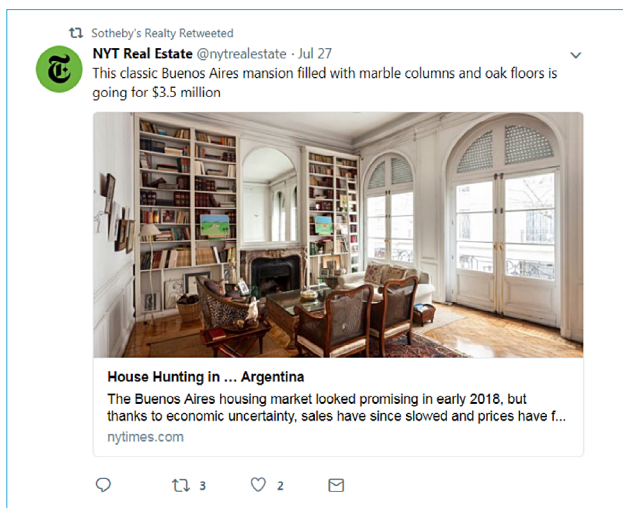 Sotheby's Realty Retweeted
NYT Real Estate @nytrealestate · Jul 27
This classic Buenos Aires mansion filled with marble columns and oak floors is
going for $3.5 million
House Hunting in ... Argentina
The Buenos Aires housing market looked promising in early 2018, but
thanks to economic uncertainty, sales have since slowed and prices have f...
nytimes.com
3
2